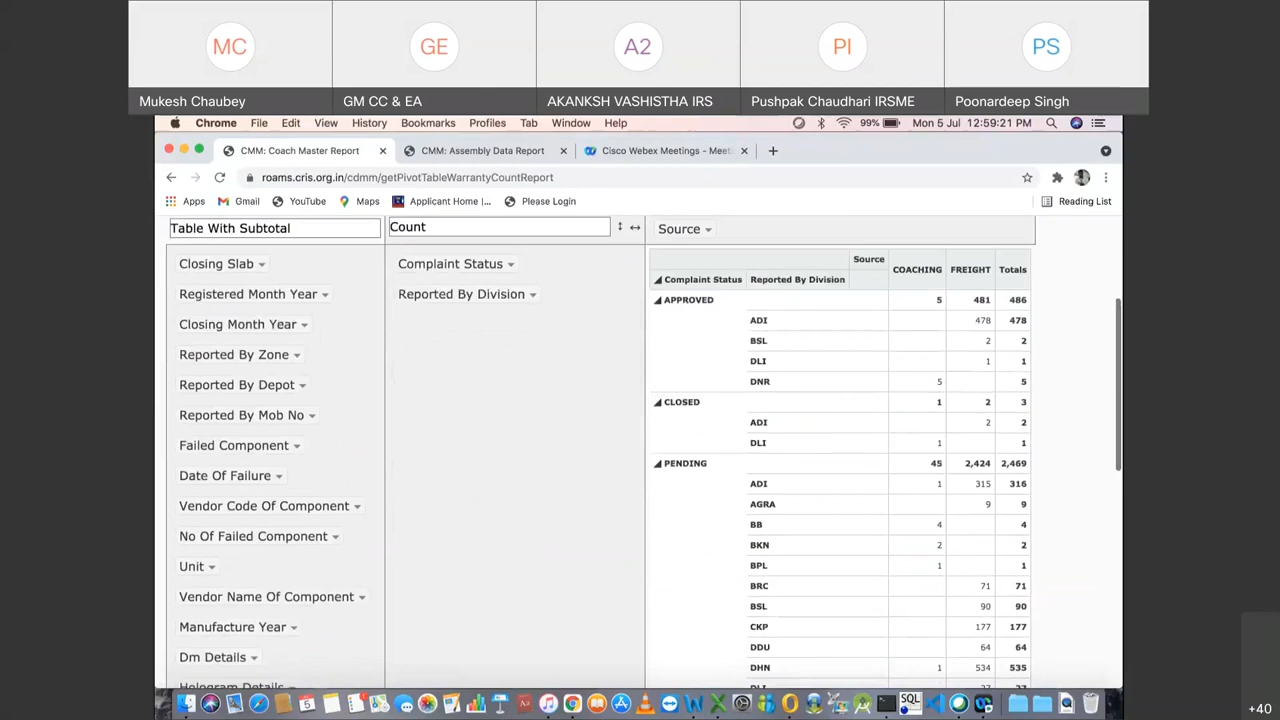 MC GE A2 PI PS
Mukesh Chaubey GM CC & EA AKANKSH VASHISTHA IRS Pushpak Chaudhari IRSME Poonardeep Singh
Chrome File Edit View History Bookmarks Profiles Tab Window Help 99% Mon 5 Jul 12:59:21 PM
CMM: Coach Master Report CMM: Assembly Data Report Cisco Webex Meetings - Meet
roams.cris.org.in/cdmm/getPivotTableWarrantyCountReport
Apps Gmail YouTube Maps Applicant Home |... Please Login Reading List
Table With Subtotal
Count
Source
Closing Slab
Registered Month Year
Closing Month Year
Reported By Zone
Reported By Depot
Reported By Mob No
Failed Component
Date Of Failure
Vendor Code Of Component
No Of Failed Component
Unit
Vendor Name Of Component
Manufacture Year
Dm Details
Hologram Details
Complaint Status
Reported By Division
Source COACHING FREIGHT Totals
Complaint Status Reported By Division
APPROVED 5 481 486
ADI 478 478
BSL 2 2
DLI 1 1
DNR 5 5
CLOSED 1 2 3
ADI 2 2
DLI 1 1
PENDING 45 2,424 2,469
ADI 1 315 316
AGRA 9 9
BB 4 4
BKN 2 2
BPL 1 1
BRC 71 71
BSL 90 90
CKP 177 177
DDU 64 64
DHN 1 534 535
+40